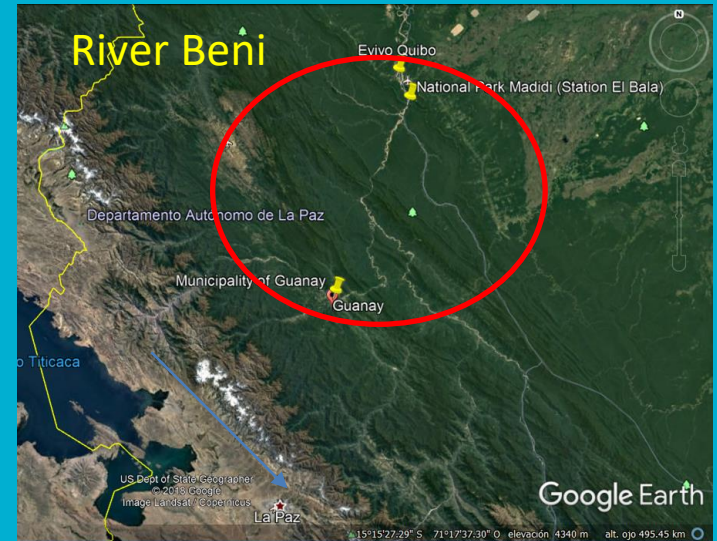 River Beni
N
Evivo Quibo
National Park Madidi (Station El Bala)
Departamento Autónomo de La Paz
Municipality of Guanay
Guanay
o Titicaca
US Dept of State Geographer
© 2018 Google
Image Landsat / Copernicus
La Paz
Google Earth
15°15'27.29" S 71°17'37.30" O elevación 4340 m alt. ojo 495.45 km